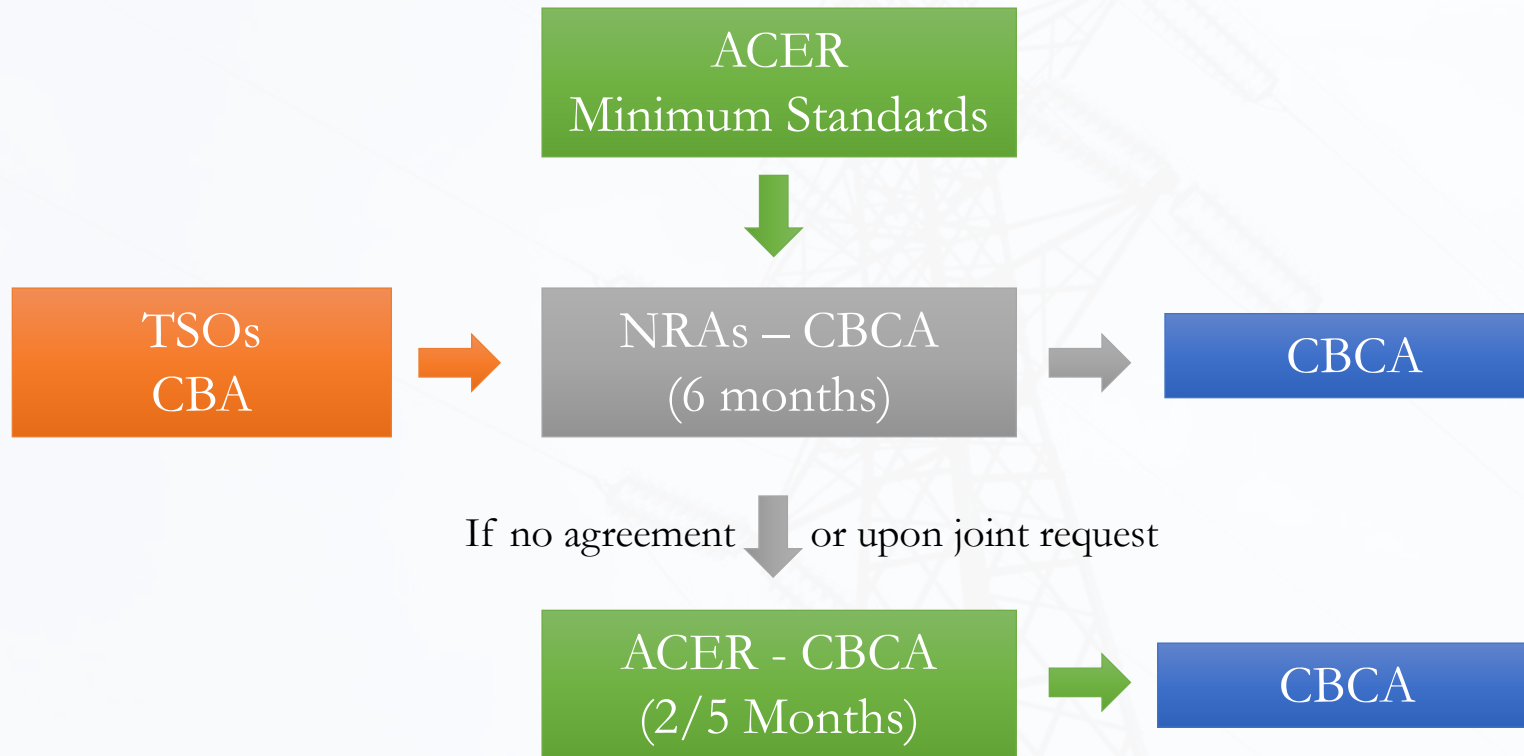 ACER
Minimum Standards
TSOs
CBA
NRAs – CBCA
(6 months)
CBCA
If no agreement or upon joint request
ACER - CBCA
(2/5 Months)
CBCA